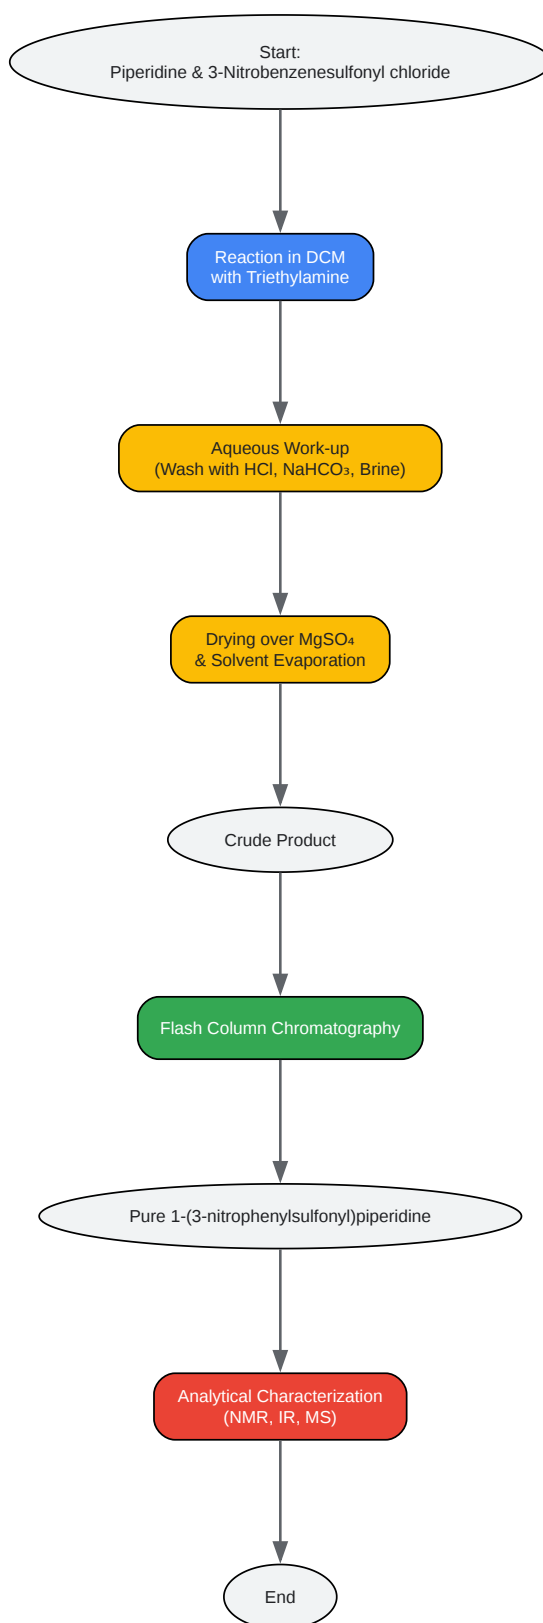 Start:
Piperidine & 3-Nitrobenzenesulfonyl chloride
Reaction in DCM
with Triethylamine
Aqueous Work-up
(Wash with HCl, NaHCO₃, Brine)
Drying over MgSO₄
& Solvent Evaporation
Crude Product
Flash Column Chromatography
Pure 1-(3-nitrophenylsulfonyl)piperidine
Analytical Characterization
(NMR, IR, MS)
End